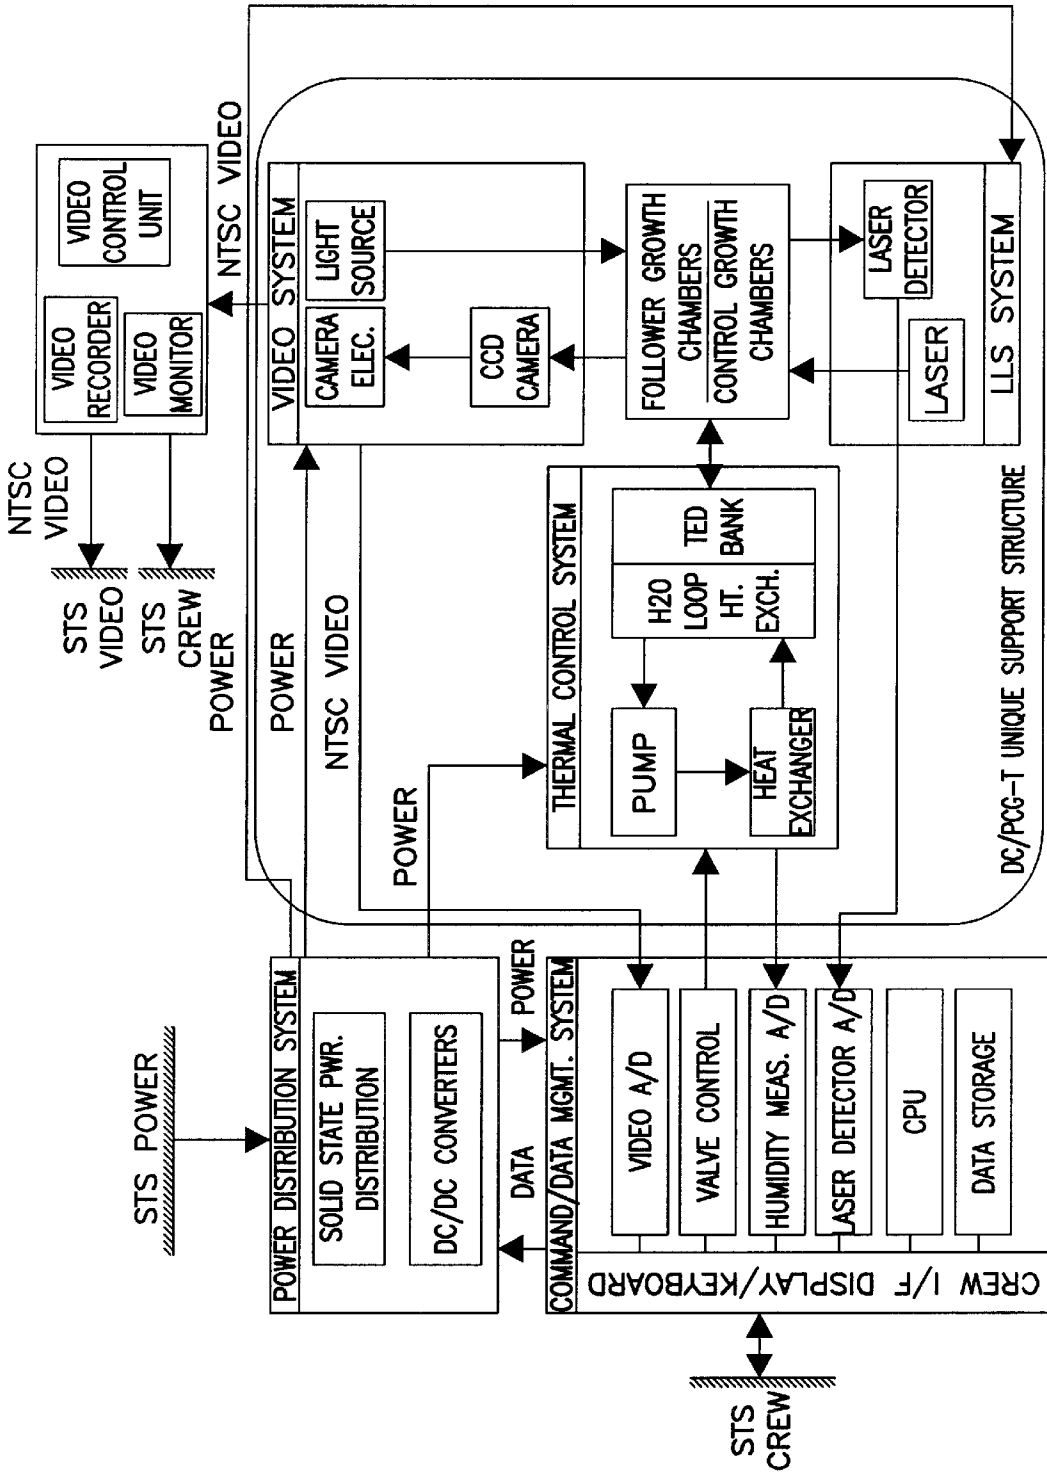 STS POWER
POWER DISTRIBUTION SYSTEM
SOLID STATE PWR.
DISTRIBUTION
DC/DC CONVERTERS
DATA
POWER
COMMAND/DATA MGMT. SYSTEM
VIDEO A/D
VALVE CONTROL
HUMIDITY MEAS. A/D
LASER DETECTOR A/D
CPU
DATA STORAGE
CREW I/F DISPLAY/KEYBOARD
STS
CREW
NTSC
VIDEO
STS
VIDEO
STS
CREW
POWER
POWER
NTSC VIDEO
POWER
VIDEO
RECORDER
VIDEO
MONITOR
VIDEO
CONTROL
UNIT
NTSC VIDEO
VIDEO SYSTEM
CAMERA
ELEC.
LIGHT
SOURCE
CCD
CAMERA
THERMAL CONTROL SYSTEM
PUMP
HEAT
EXCHANGER
H2O
LOOP
HT.
EXCH.
TED
BANK
FOLLOWER GROWTH
CHAMBERS
CONTROL GROWTH
CHAMBERS
LASER
LASER
DETECTOR
LLS SYSTEM
DC/PCG-T UNIQUE SUPPORT STRUCTURE